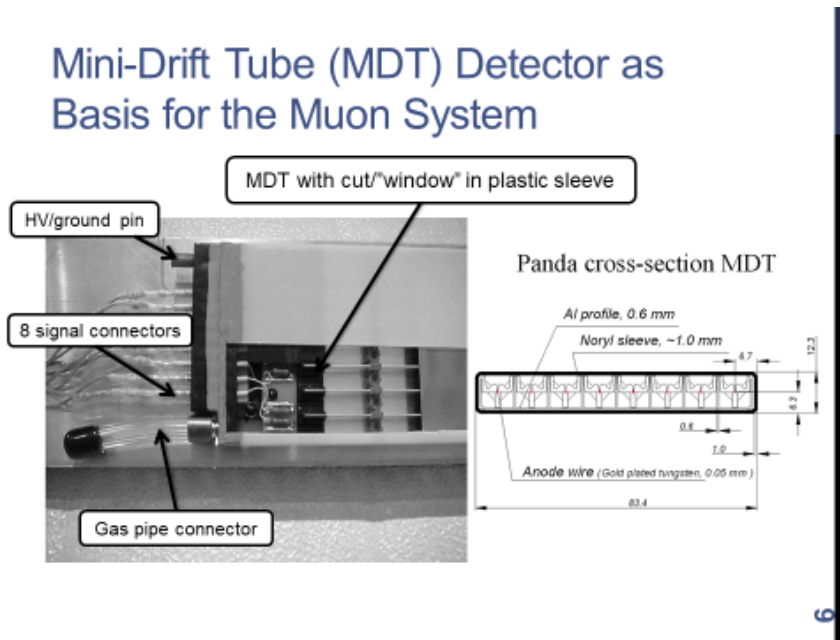 Mini-Drift Tube (MDT) Detector as
Basis for the Muon System
MDT with cut/"window" in plastic sleeve
HV/ground pin
8 signal connectors
Gas pipe connector
Panda cross-section MDT
Al profile, 0.6 mm
Noryl sleeve, ~1.0 mm
6.7
12.3
6.3
0.6
1.0
Anode wire (Gold plated tungsten, 0.05 mm )
83.4
9